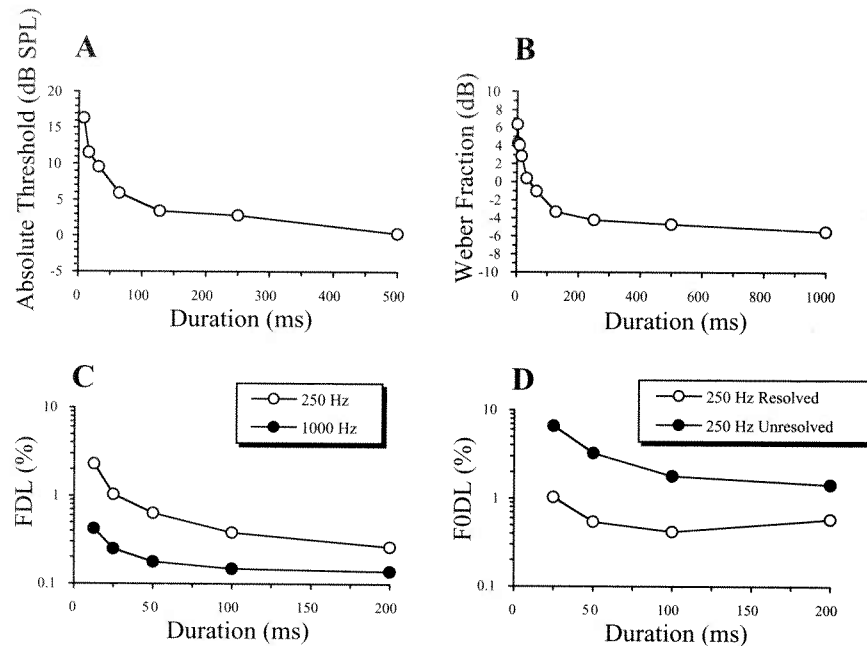 A
Absolute Threshold (dB SPL)
20
15
10
5
0
-5
0
100
200
300
400
500
Duration (ms)
B
Weber Fraction (dB)
10
8
6
4
2
0
-2
-4
-6
-8
-10
0
200
400
600
800
1000
Duration (ms)
C
250 Hz
1000 Hz
FDL (%)
10
1
0.1
0
50
100
150
200
Duration (ms)
D
250 Hz Resolved
250 Hz Unresolved
F0DL (%)
10
1
0.1
0
50
100
150
200
Duration (ms)